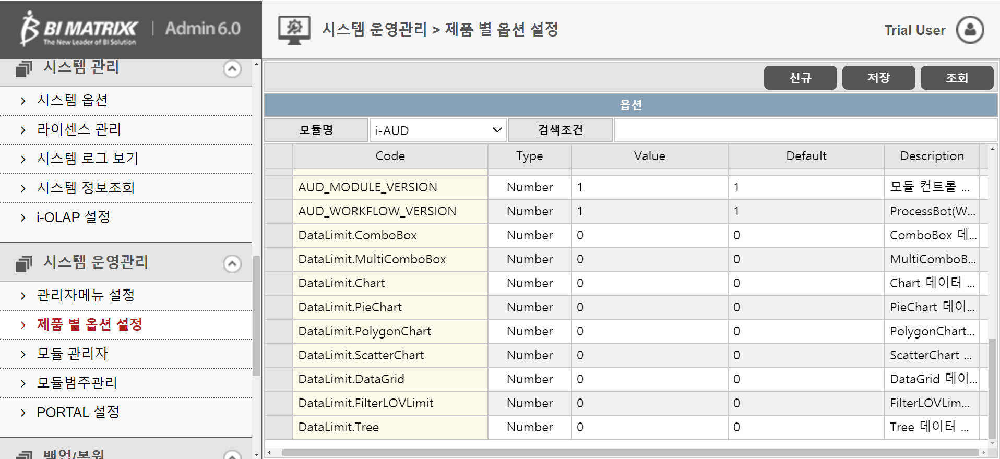 BI MATRIX
The New Leader of BI Solution
Admin 6.0
시스템 운영관리 > 제품 별 옵션 설정
Trial User
시스템 관리
시스템 옵션
라이센스 관리
시스템 로그 보기
시스템 정보조회
i-OLAP 설정
시스템 운영관리
관리자메뉴 설정
제품 별 옵션 설정
모듈 관리자
모듈범주관리
PORTAL 설정
백업/복원
신규 저장 조회
옵션
모듈명 i-AUD 검색조건
Code Type Value Default Description
AUD_MODULE_VERSION Number 1 1 모듈 컨트롤 ...
AUD_WORKFLOW_VERSION Number 1 1 ProcessBot(W...
DataLimit.ComboBox Number 0 0 ComboBox 데...
DataLimit.MultiComboBox Number 0 0 MultiComboB...
DataLimit.Chart Number 0 0 Chart 데이터 ...
DataLimit.PieChart Number 0 0 PieChart 데이...
DataLimit.PolygonChart Number 0 0 PolygonChart...
DataLimit.ScatterChart Number 0 0 ScatterChart ...
DataLimit.DataGrid Number 0 0 DataGrid 데이...
DataLimit.FilterLOVLimit Number 0 0 FilterLOVLim...
DataLimit.Tree Number 0 0 Tree 데이터 ...